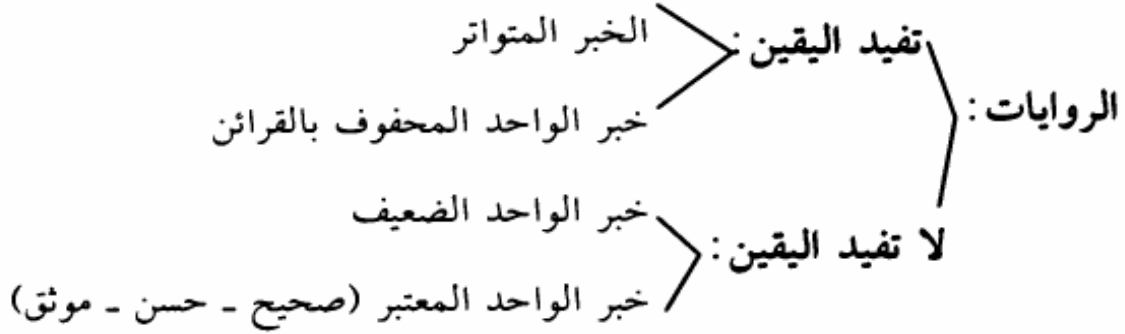 الروايات:
تفيد اليقين:
الخبر المتواتر
خبر الواحد المحفوف بالقرائن
لا تفيد اليقين:
خبر الواحد الضعيف
خبر الواحد المعتبر (صحيح - حسن - موثق)